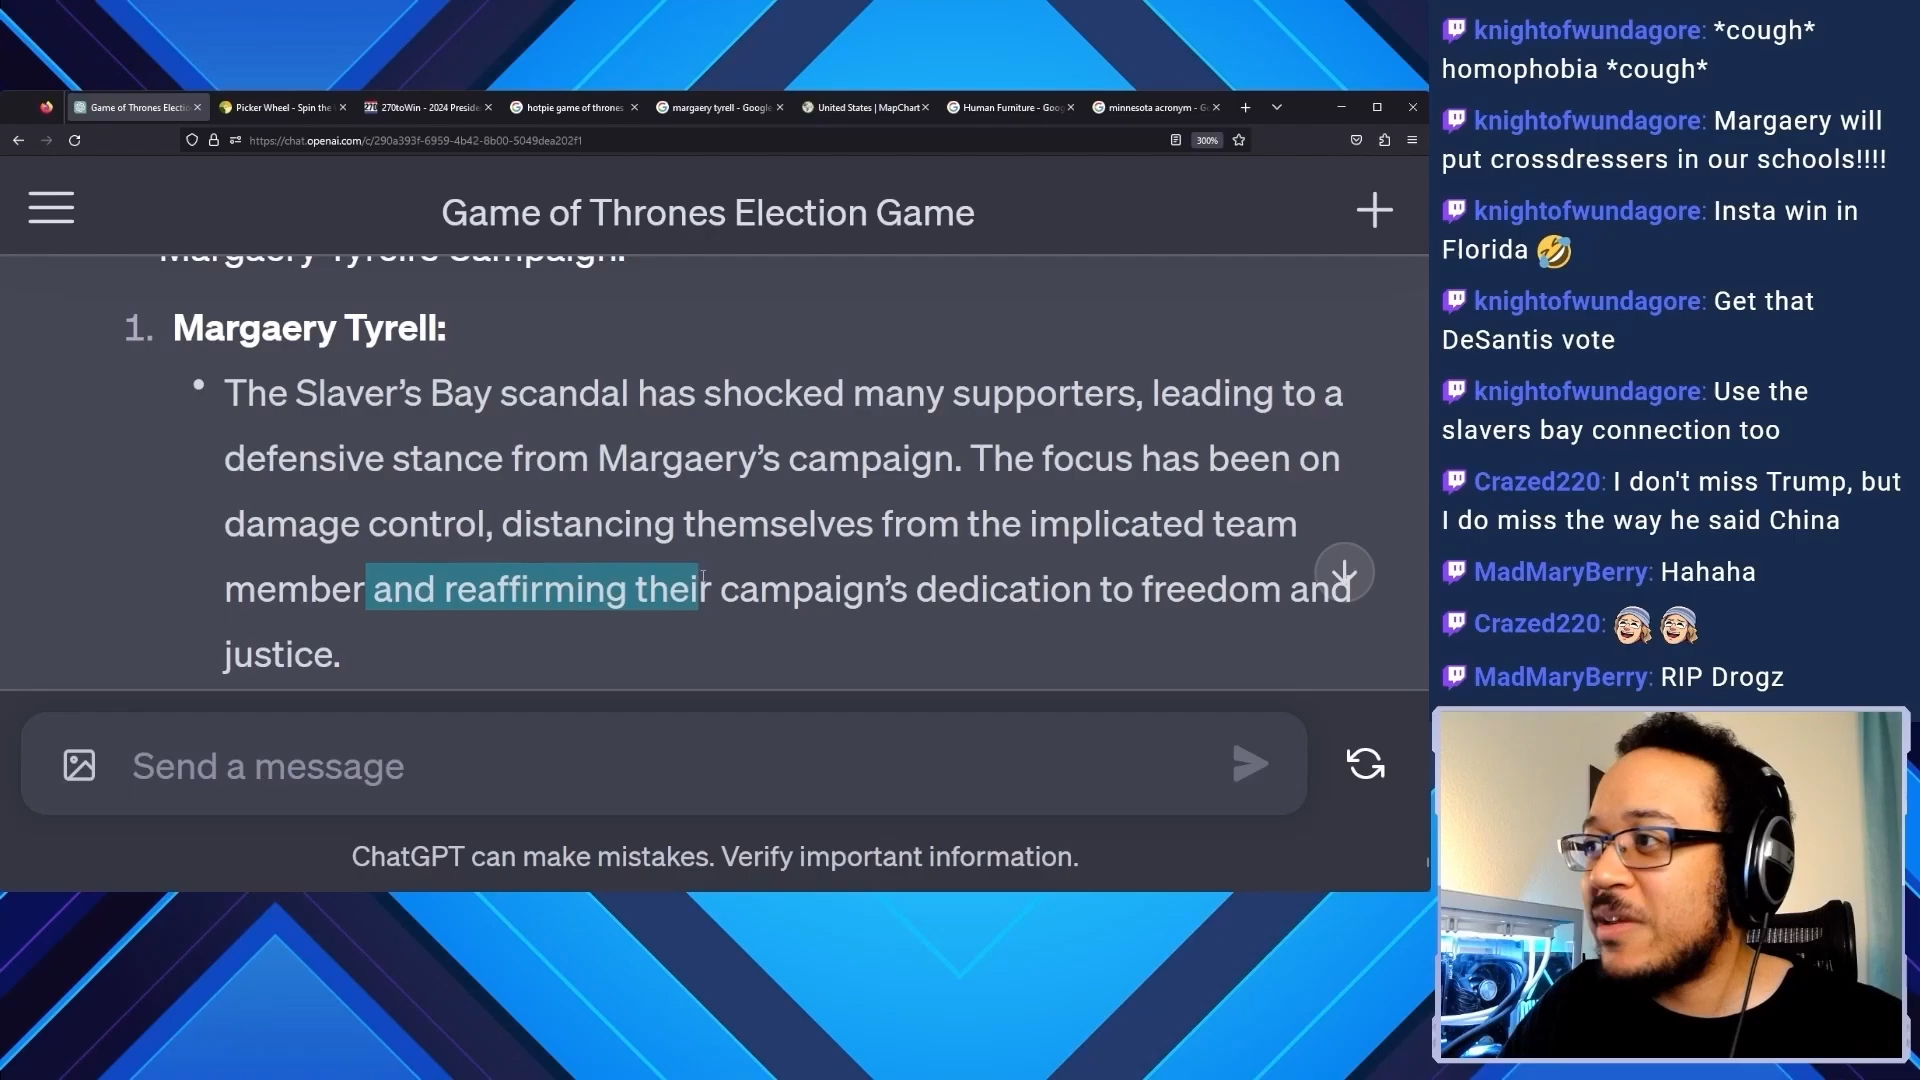 Game of Thrones Electio
Picker Wheel - Spin the
270toWin - 2024 Preside
hotpie game of thrones
margaery tyrell - Google
United States | MapChart
Human Furniture - Goo
minnesota acronym - G
https://chat.openai.com/c/290a393f-6959-4b42-8b00-5049dea202f1
300%
Game of Thrones Election Game
Margaery Tyrell's Campaign:
1. Margaery Tyrell:
• The Slaver's Bay scandal has shocked many supporters, leading to a
defensive stance from Margaery's campaign. The focus has been on
damage control, distancing themselves from the implicated team
member and reaffirming their campaign's dedication to freedom and
justice.
Send a message
ChatGPT can make mistakes. Verify important information.
knightofwundagore: *cough*
homophobia *cough*
knightofwundagore: Margaery will
put crossdressers in our schools!!!!
knightofwundagore: Insta win in
Florida 🤣
knightofwundagore: Get that
DeSantis vote
knightofwundagore: Use the
slavers bay connection too
Crazed220: I don't miss Trump, but
I do miss the way he said China
MadMaryBerry: Hahaha
Crazed220:
MadMaryBerry: RIP Drogz